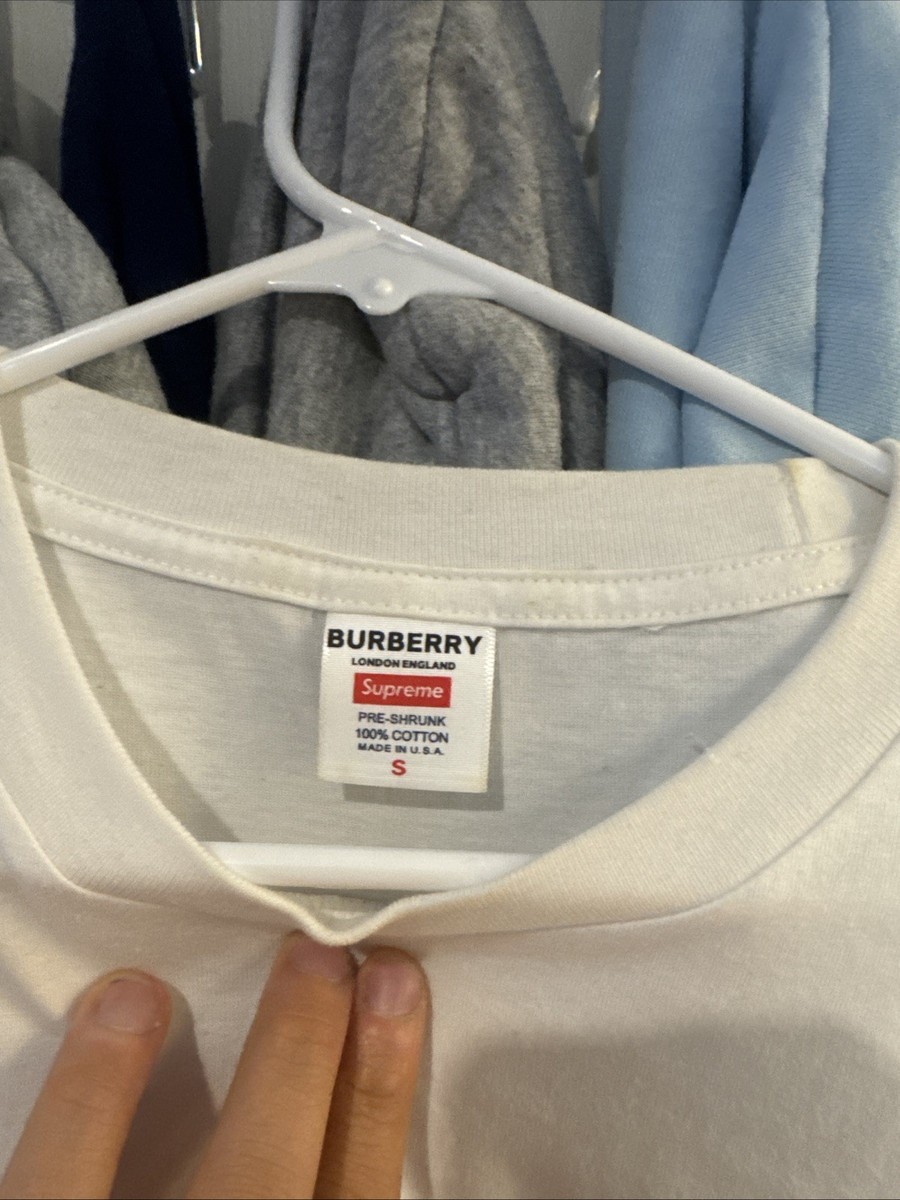 BURBERRY
LONDON ENGLAND
Supreme
PRE-SHRUNK
100% COTTON
MADE IN U.S.A.
S